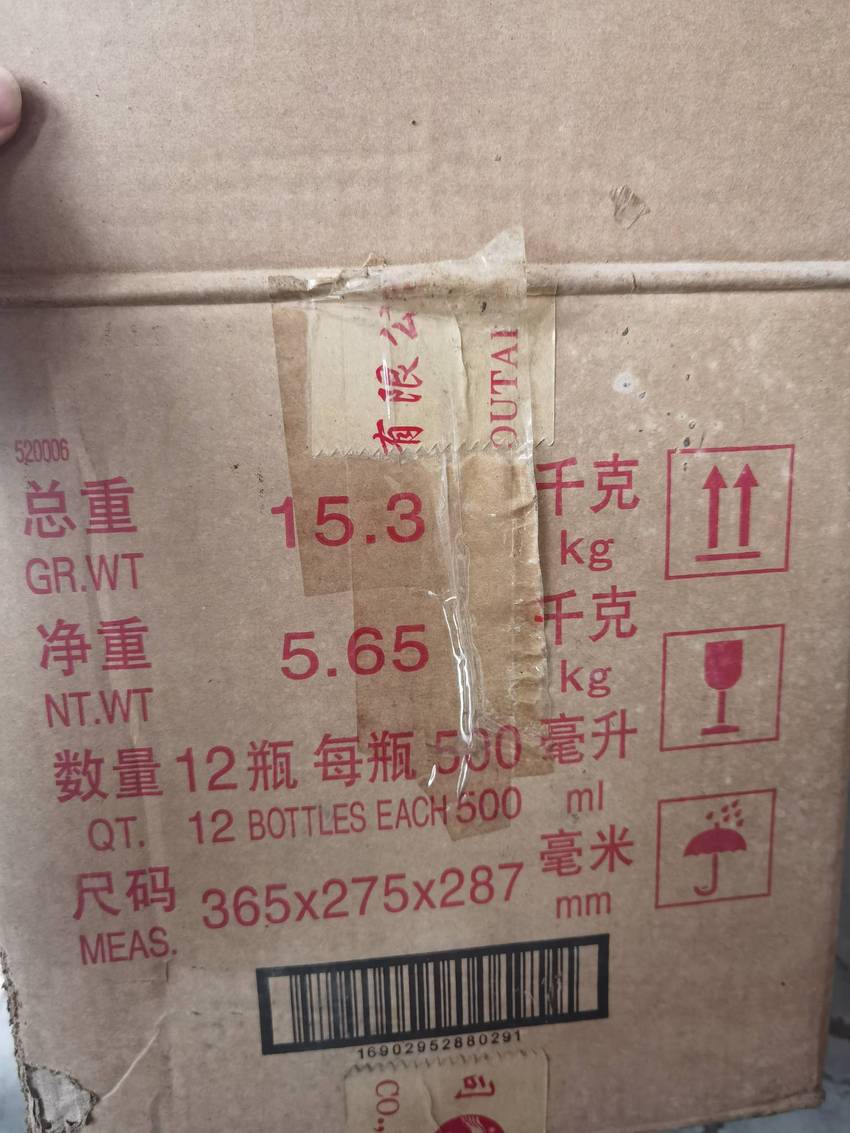 有限公
OUTAI
520006
总重 15.3 千克
GR.WT kg
净重 5.65 千克
NT.WT kg
数量 12瓶 每瓶 500 毫升
QT. 12 BOTTLES EACH 500 ml
尺码 365x275x287 毫米
MEAS. mm
16902952880291
司
CO.,